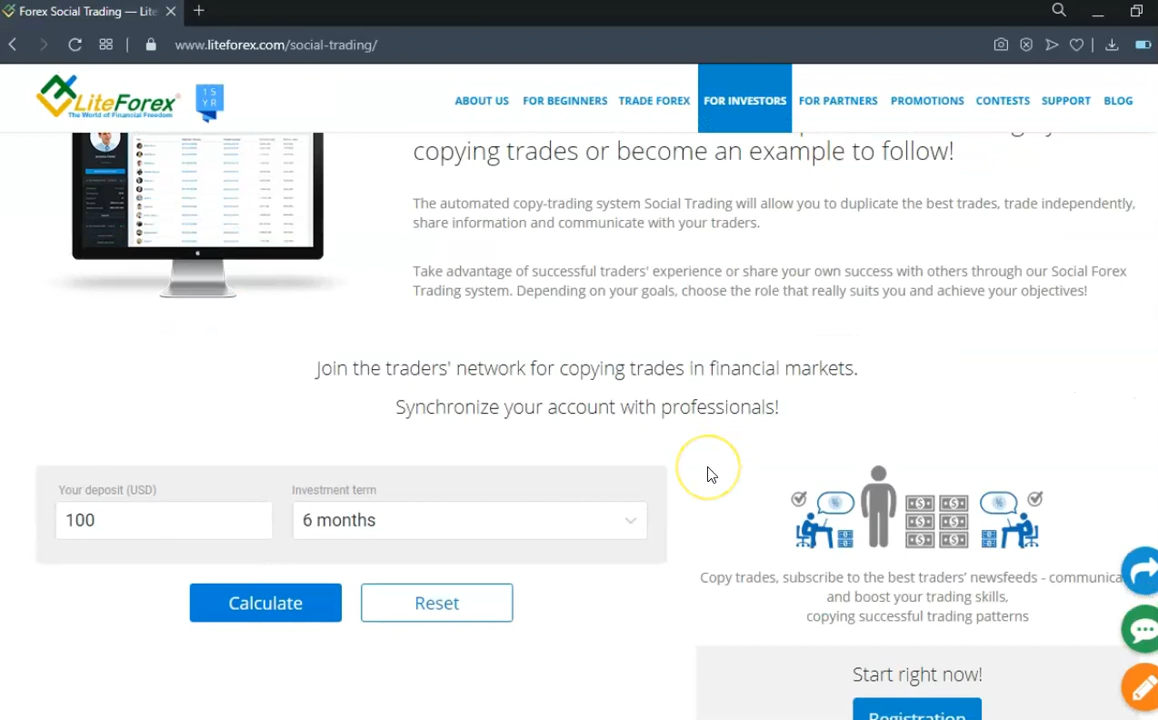 Forex Social Trading — Lite
www.liteforex.com/social-trading/
LiteForex®
The World of Financial Freedom
15
YR
ABOUT US FOR BEGINNERS TRADE FOREX FOR INVESTORS FOR PARTNERS PROMOTIONS CONTESTS SUPPORT BLOG
copying trades or become an example to follow!
The automated copy-trading system Social Trading will allow you to duplicate the best trades, trade independently,
share information and communicate with your traders.
Take advantage of successful traders' experience or share your own success with others through our Social Forex
Trading system. Depending on your goals, choose the role that really suits you and achieve your objectives!
Join the traders' network for copying trades in financial markets.
Synchronize your account with professionals!
Your deposit (USD) Investment term
100 6 months
Calculate Reset
Copy trades, subscribe to the best traders' newsfeeds - communica
and boost your trading skills,
copying successful trading patterns
Start right now!
Registration